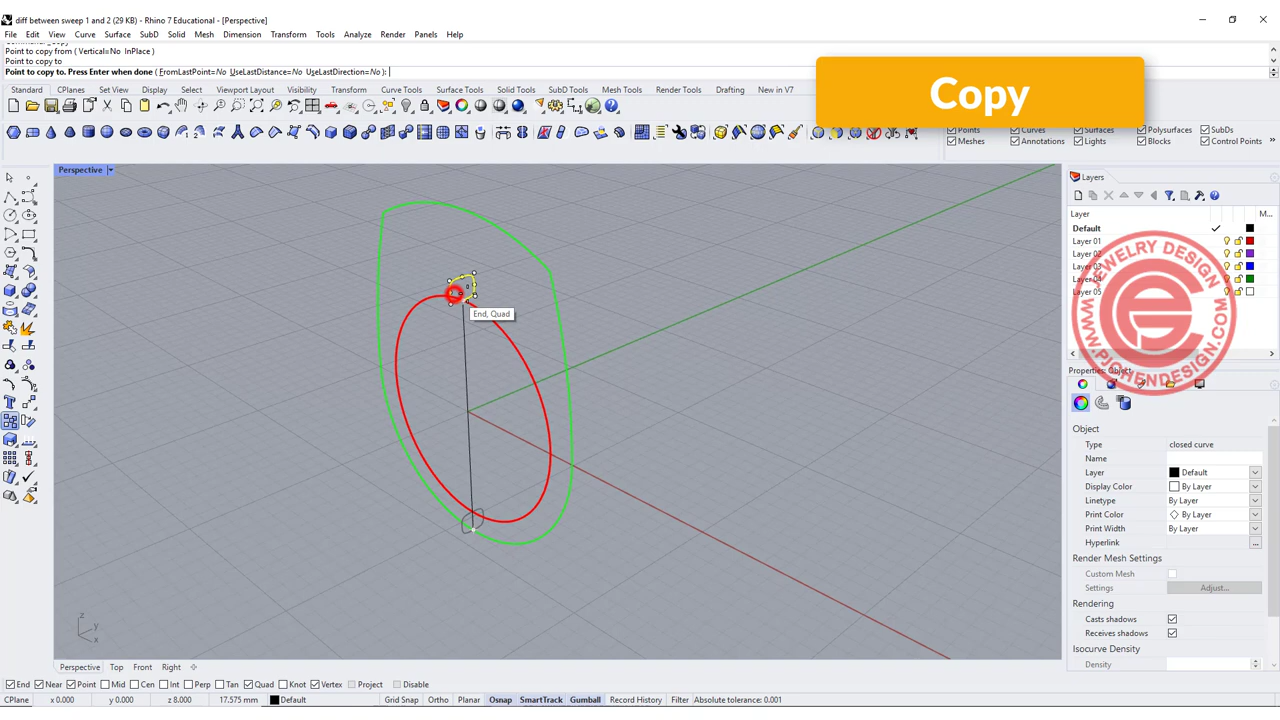 diff between sweep 1 and 2 (29 KB) - Rhino 7 Educational - [Perspective]
File Edit View Curve Surface SubD Solid Mesh Dimension Transform Tools Analyze Render Panels Help
Point to copy from ( Vertical=No InPlace )
Point to copy to
Point to copy to. Press Enter when done ( FromLastPoint=No UseLastDistance=No UseLastDirection=No ):
Copy
Standard CPlanes Set View Display Select Viewport Layout Visibility Transform Curve Tools Surface Tools Solid Tools SubD Tools Mesh Tools Render Tools Drafting New in V7
Points Curves Surfaces Polysurfaces SubDs
Meshes Annotations Lights Blocks Control Points
Perspective
Layers
Layer M...
Default
Layer 01
Layer 02
Layer 03
Layer 04
Layer 05
JEWELRY DESIGN
WWW.PJCHENDESIGN.COM
End, Quad
Properties: Object
Object
Type closed curve
Name
Layer Default
Display Color By Layer
Linetype By Layer
Print Color By Layer
Print Width By Layer
Hyperlink ...
Render Mesh Settings
Custom Mesh
Settings Adjust...
Rendering
Casts shadows
Receives shadows
Isocurve Density
Density
z
y
x
Perspective Top Front Right
End Near Point Mid Cen Int Perp Tan Quad Knot Vertex Project Disable
CPlane x 0.000 y 0.000 z 8.000 17.575 mm Default Grid Snap Ortho Planar Osnap SmartTrack Gumball Record History Filter Absolute tolerance: 0.001